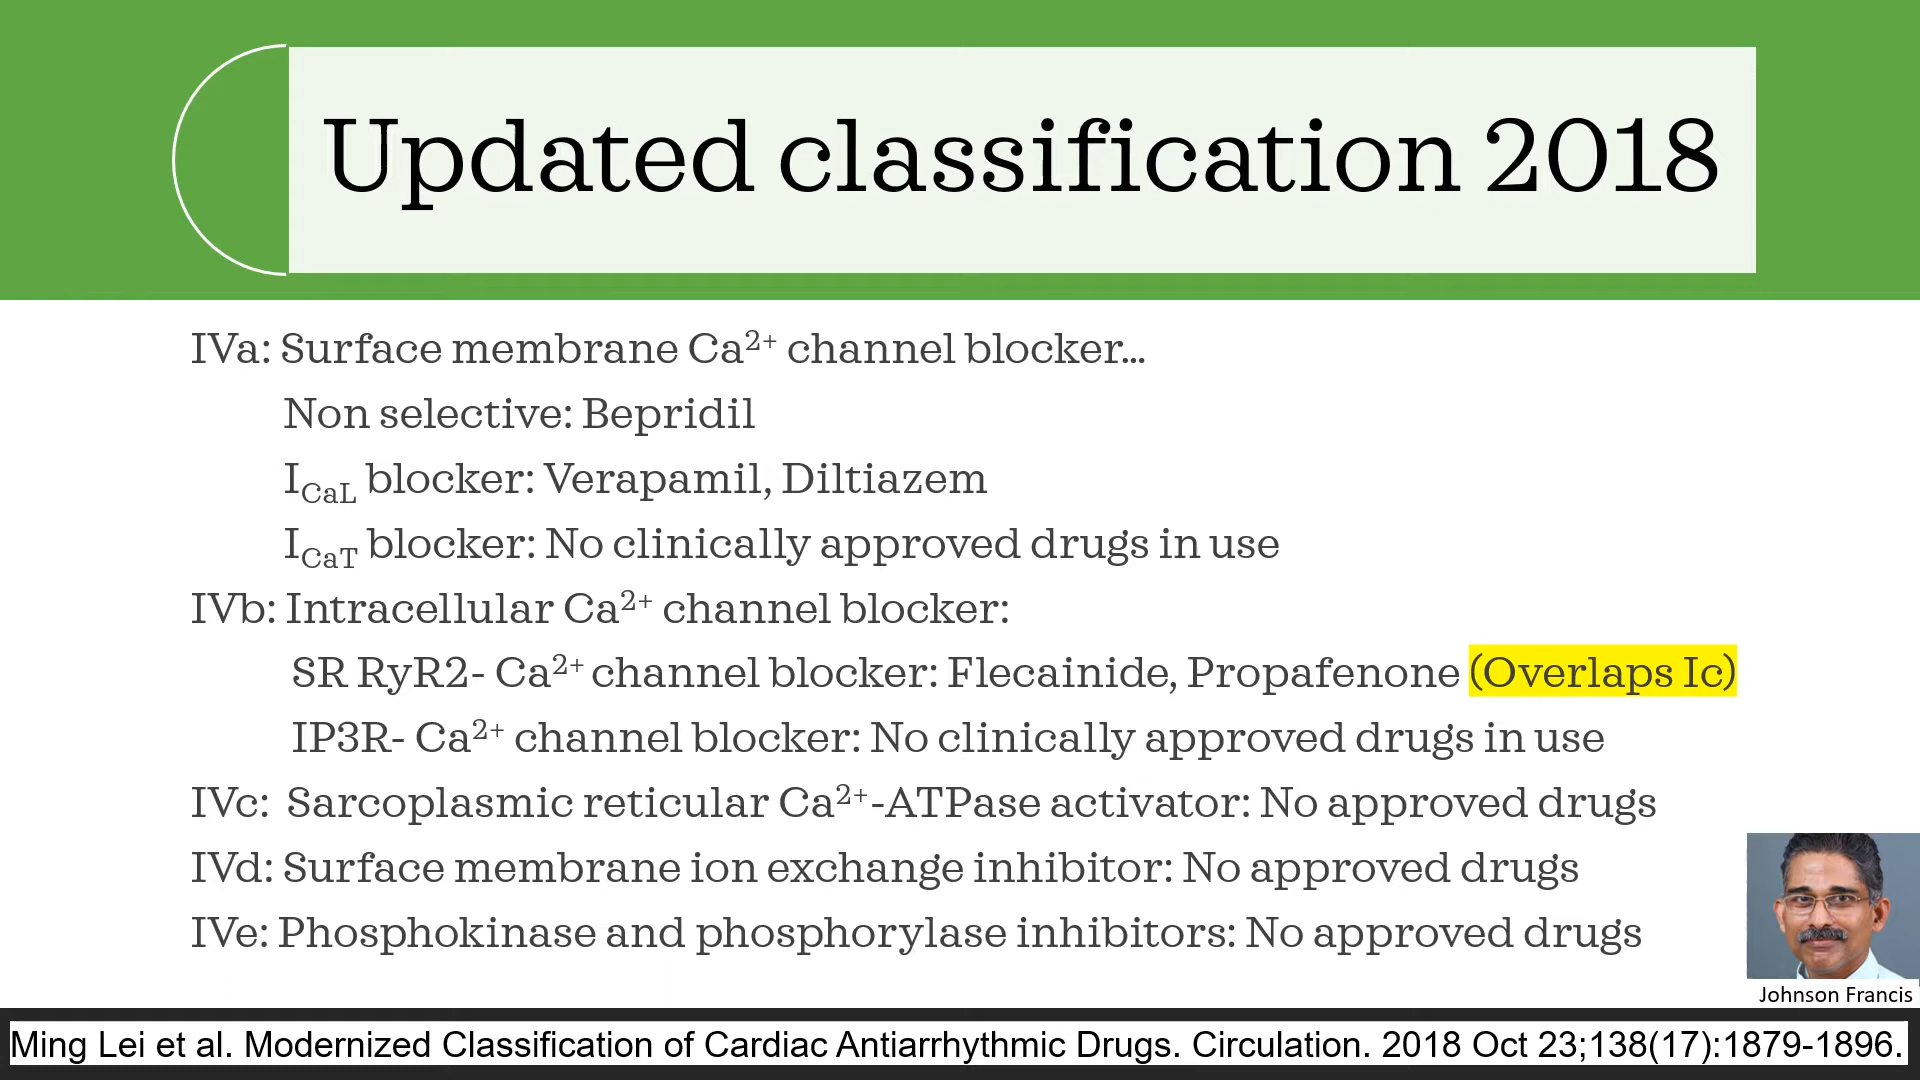 Updated classification 2018
IVa: Surface membrane Ca²⁺ channel blocker...
Non selective: Bepridil
I_CaL blocker: Verapamil, Diltiazem
I_CaT blocker: No clinically approved drugs in use
IVb: Intracellular Ca²⁺ channel blocker:
SR RyR2- Ca²⁺ channel blocker: Flecainide, Propafenone (Overlaps Ic)
IP3R- Ca²⁺ channel blocker: No clinically approved drugs in use
IVc: Sarcoplasmic reticular Ca²⁺-ATPase activator: No approved drugs
IVd: Surface membrane ion exchange inhibitor: No approved drugs
IVe: Phosphokinase and phosphorylase inhibitors: No approved drugs
Johnson Francis
Ming Lei et al. Modernized Classification of Cardiac Antiarrhythmic Drugs. Circulation. 2018 Oct 23;138(17):1879-1896.